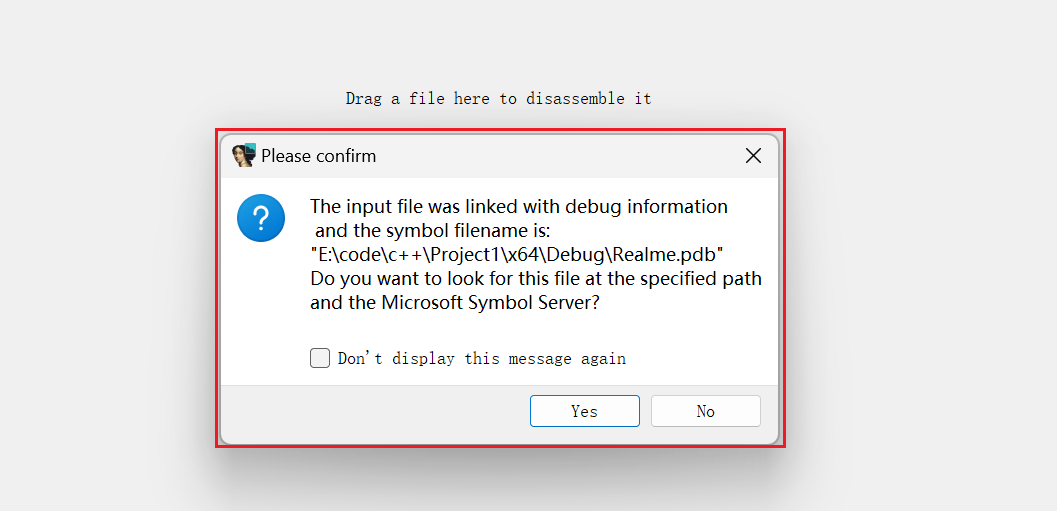 Drag a file here to disassemble it
Please confirm
The input file was linked with debug information
and the symbol filename is:
"E:\code\c++\Project1\x64\Debug\Realme.pdb"
Do you want to look for this file at the specified path
and the Microsoft Symbol Server?
Don't display this message again
Yes
No